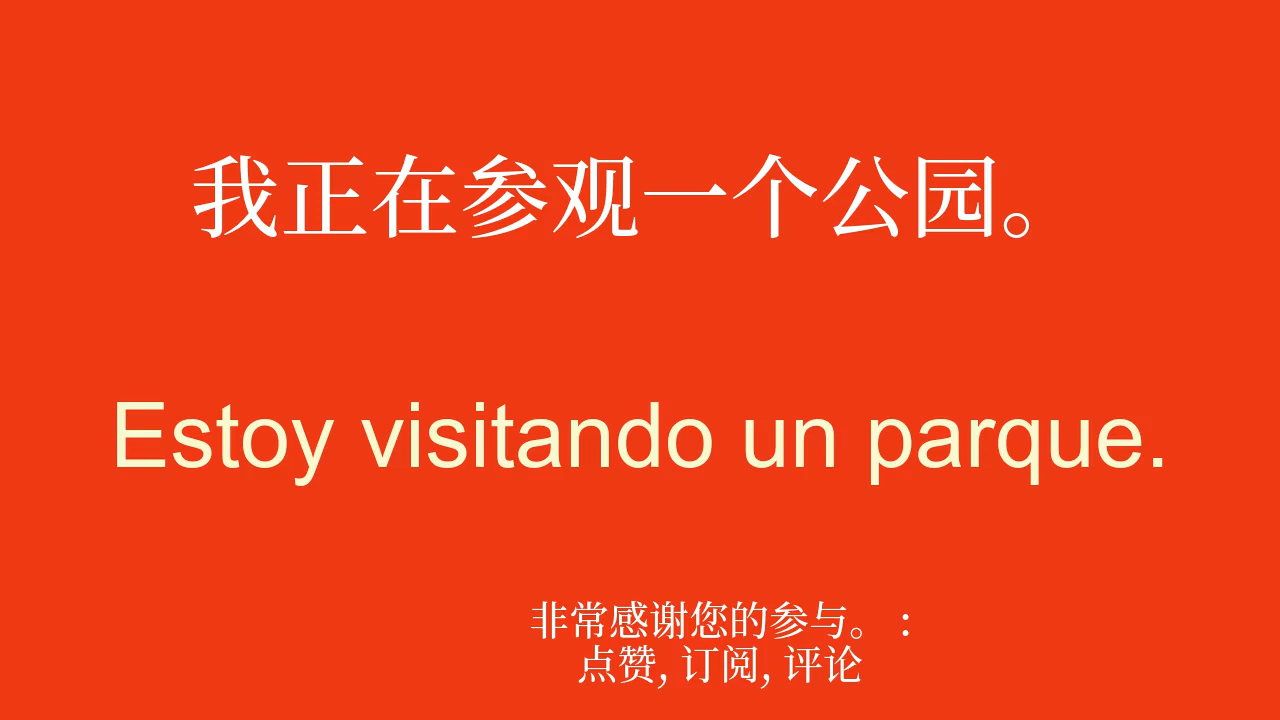 我正在参观一个公园。
Estoy visitando un parque.
非常感谢您的参与。 :
点赞, 订阅, 评论